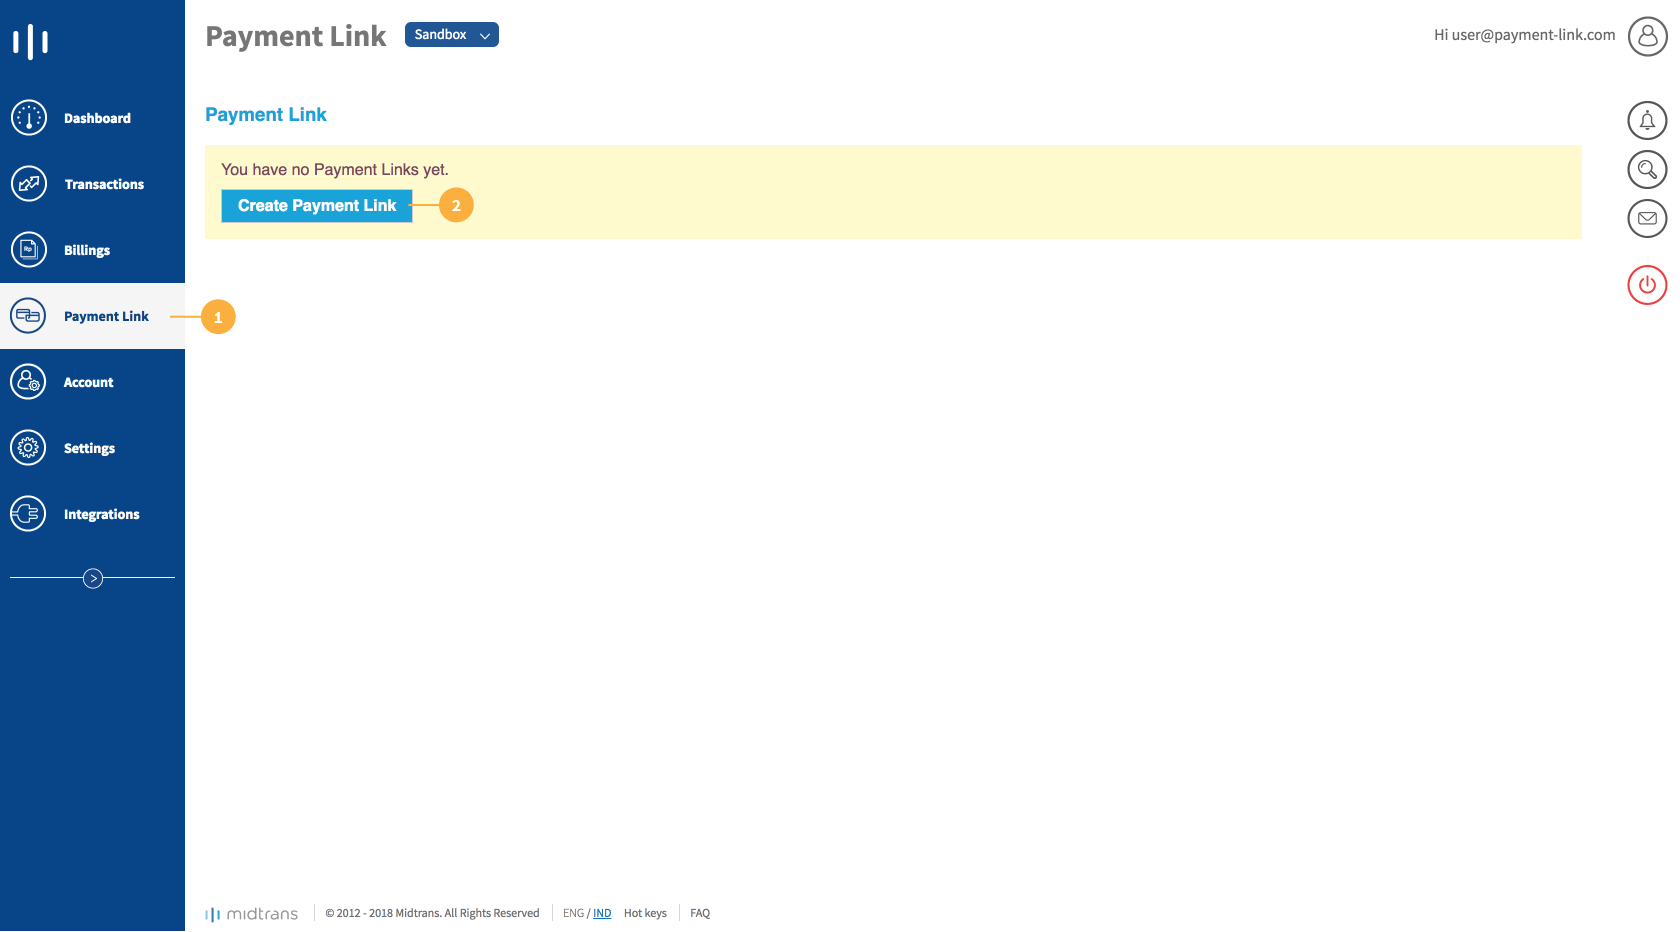 Payment Link
Sandbox
Hi user@payment-link.com
Dashboard
Transactions
Rp
Billings
Payment Link
1
Account
Settings
Integrations
>
Payment Link
You have no Payment Links yet.
Create Payment Link
2
midtrans
© 2012 - 2018 Midtrans. All Rights Reserved
ENG / IND
Hot keys
FAQ